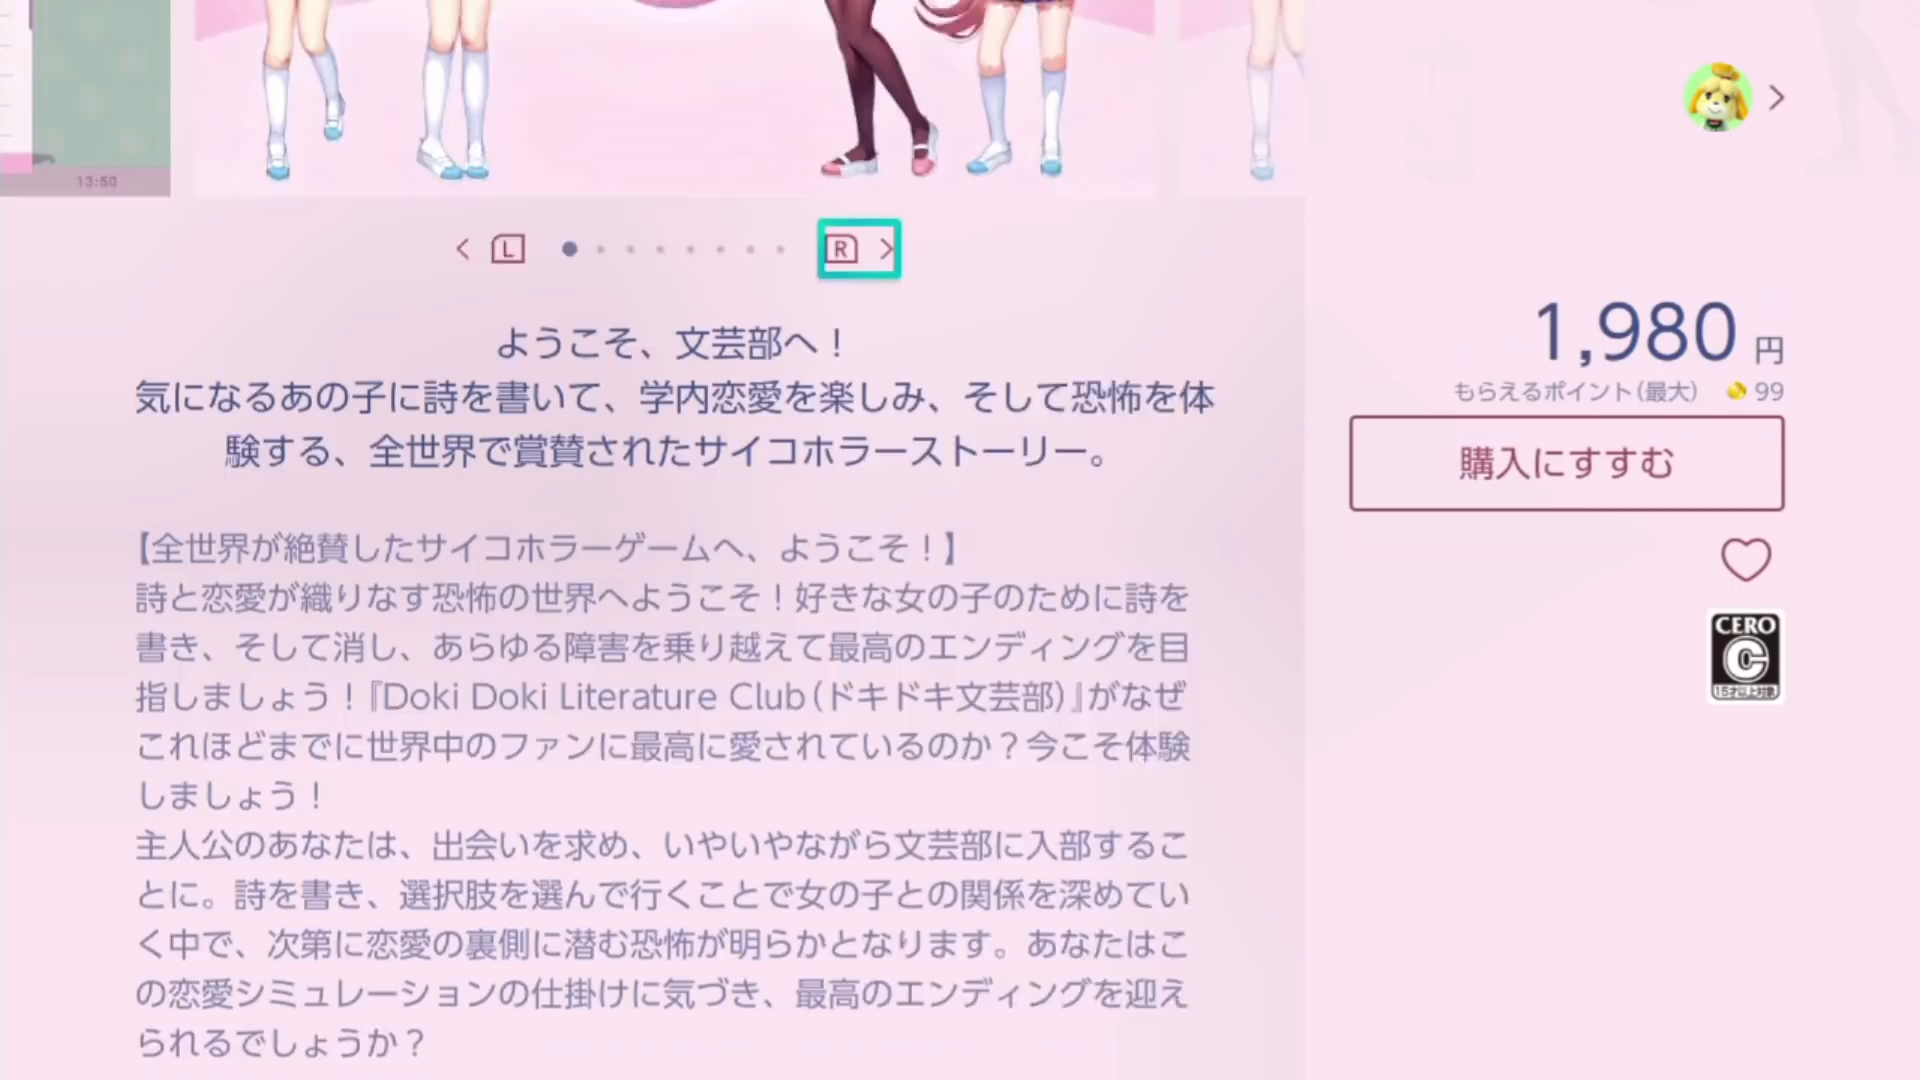 13:50
L
R
ようこそ、文芸部へ！
気になるあの子に詩を書いて、学内恋愛を楽しみ、そして恐怖を体
験する、全世界で賞賛されたサイコホラーストーリー。
【全世界が絶賛したサイコホラーゲームへ、ようこそ！】
詩と恋愛が織りなす恐怖の世界へようこそ！好きな女の子のために詩を
書き、そして消し、あらゆる障害を乗り越えて最高のエンディングを目
指しましょう！『Doki Doki Literature Club（ドキドキ文芸部）』がなぜ
これほどまでに世界中のファンに最高に愛されているのか？今こそ体験
しましょう！
主人公のあなたは、出会いを求め、いやいやながら文芸部に入部するこ
とに。詩を書き、選択肢を選んで行くことで女の子との関係を深めてい
く中で、次第に恋愛の裏側に潜む恐怖が明らかとなります。あなたはこ
の恋愛シミュレーションの仕掛けに気づき、最高のエンディングを迎え
られるでしょうか？
1,980 円
もらえるポイント（最大） 99
購入にすすむ
CERO
C
15才以上対象